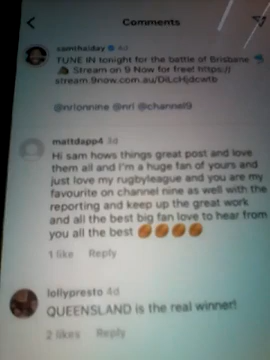 Comments
samthaiday 4d
TUNE IN tonight for the battle of Brisbane
Stream on 9 Now for free! https://
stream.9now.com.au/DiLcHjdcwtb
@nrlonnine @nrl @channel9
mattdapp4 3d
Hi sam hows things great post and love
them all and I'm a huge fan of yours and
just love my rugbyleague and you are my
favourite on channel nine as well with the
reporting and keep up the great work
and all the best big fan love to hear from
you all the best 🏉🏉🏉🏉
1 like Reply
lollypresto 4d
QUEENSLAND is the real winner!
2 likes Reply